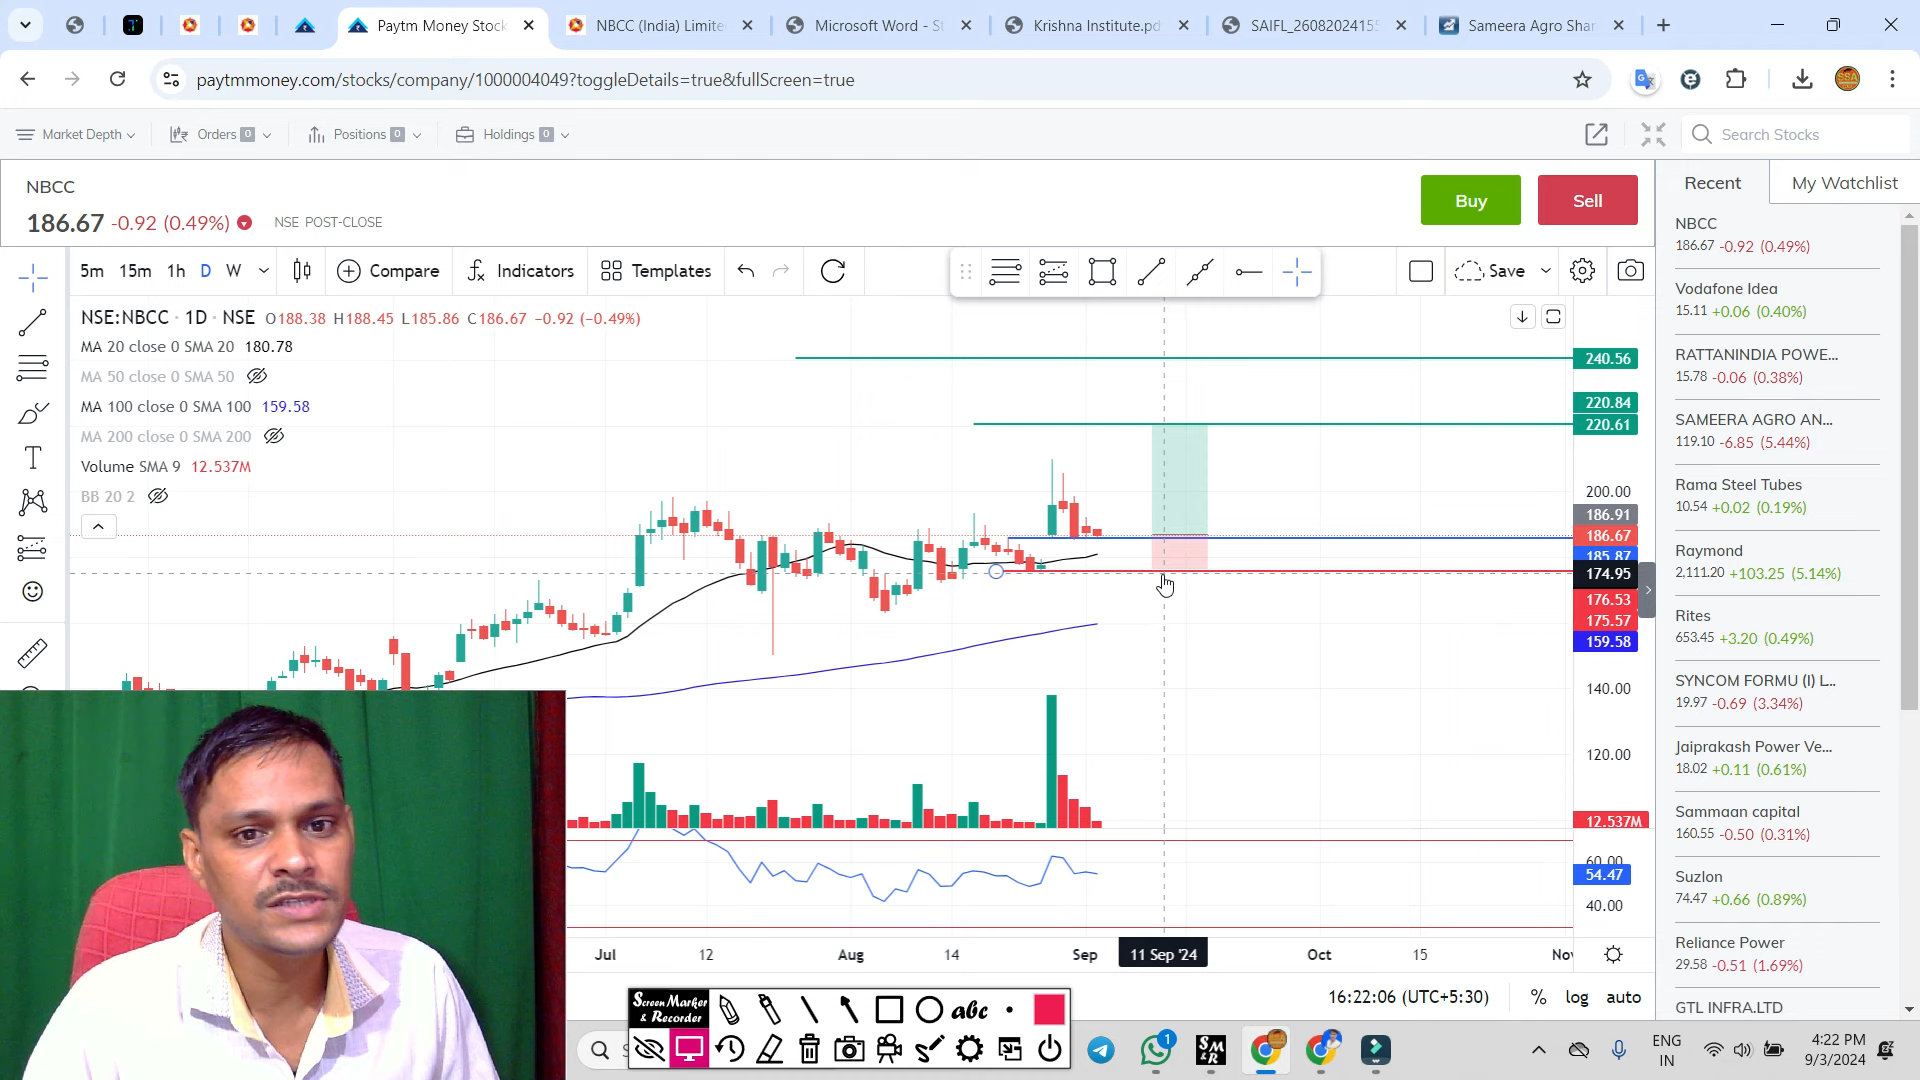 Paytm Money Stock
NBCC (India) Limite
Microsoft Word - St
Krishna Institute.pd
SAIFL_2608202415
Sameera Agro Shar
paytmmoney.com/stocks/company/1000004049?toggleDetails=true&fullScreen=true
Market Depth
Orders 0
Positions 0
Holdings 0
Search Stocks
NBCC
186.67 -0.92 (0.49%) NSE POST-CLOSE
Buy
Sell
5m 15m 1h D W
Compare
Indicators
Templates
Save
NSE:NBCC · 1D · NSE O188.38 H188.45 L185.86 C186.67 −0.92 (−0.49%)
MA 20 close 0 SMA 20 180.78
MA 50 close 0 SMA 50
MA 100 close 0 SMA 100 159.58
MA 200 close 0 SMA 200
Volume SMA 9 12.537M
BB 20 2
240.56
220.84
220.61
200.00
186.91
186.67
185.87
174.95
176.53
175.57
159.58
140.00
120.00
12.537M
60.00
54.47
40.00
Jul 12 Aug 14 Sep 11 Sep '24 Oct 15 Nov
16:22:06 (UTC+5:30) % log auto
Recent
My Watchlist
NBCC
186.67 -0.92 (0.49%)
Vodafone Idea
15.11 +0.06 (0.40%)
RATTANINDIA POWE...
15.78 -0.06 (0.38%)
SAMEERA AGRO AN...
119.10 -6.85 (5.44%)
Rama Steel Tubes
10.54 +0.02 (0.19%)
Raymond
2,111.20 +103.25 (5.14%)
Rites
653.45 +3.20 (0.49%)
SYNCOM FORMU (I) L...
19.97 -0.69 (3.34%)
Jaiprakash Power Ve...
18.02 +0.11 (0.61%)
Sammaan capital
160.55 -0.50 (0.31%)
Suzlon
74.47 +0.66 (0.89%)
Reliance Power
29.58 -0.51 (1.69%)
GTL INFRA.LTD
Screen Marker
& Recorder
abc
SM
&R
1
ENG
IN
4:22 PM
9/3/2024